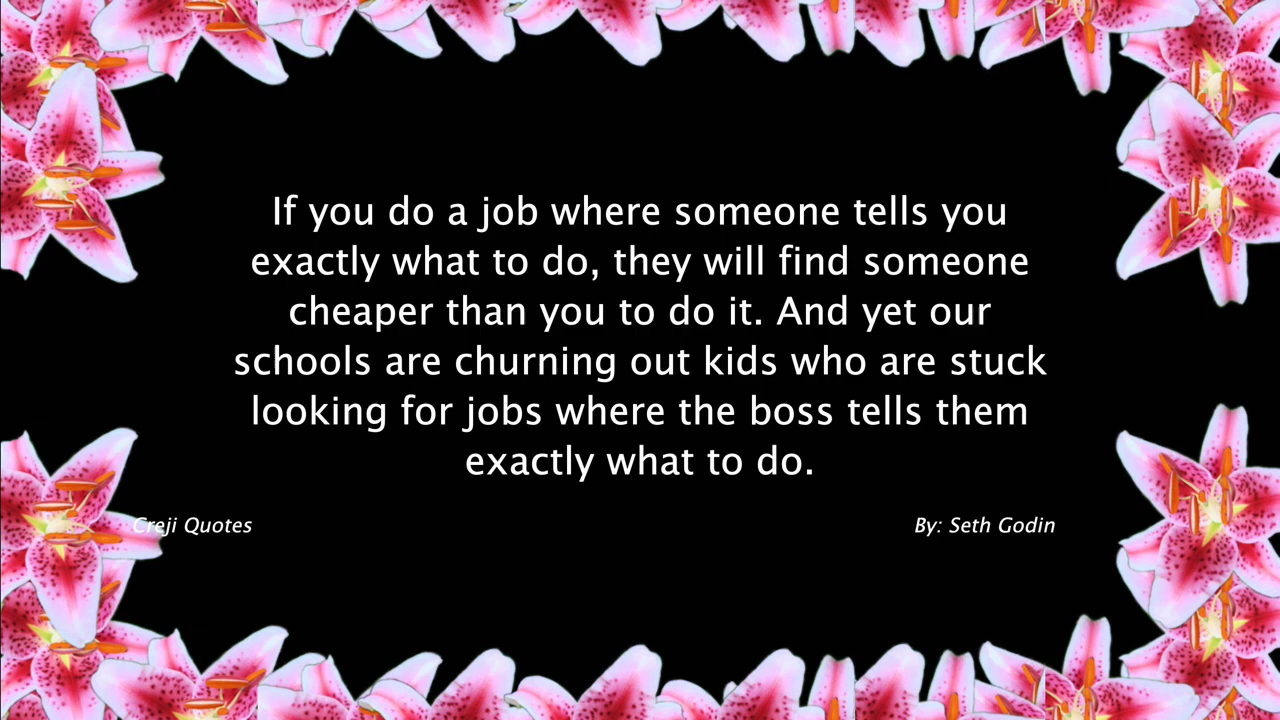 If you do a job where someone tells you
exactly what to do, they will find someone
cheaper than you to do it. And yet our
schools are churning out kids who are stuck
looking for jobs where the boss tells them
exactly what to do.
Creji Quotes
By: Seth Godin